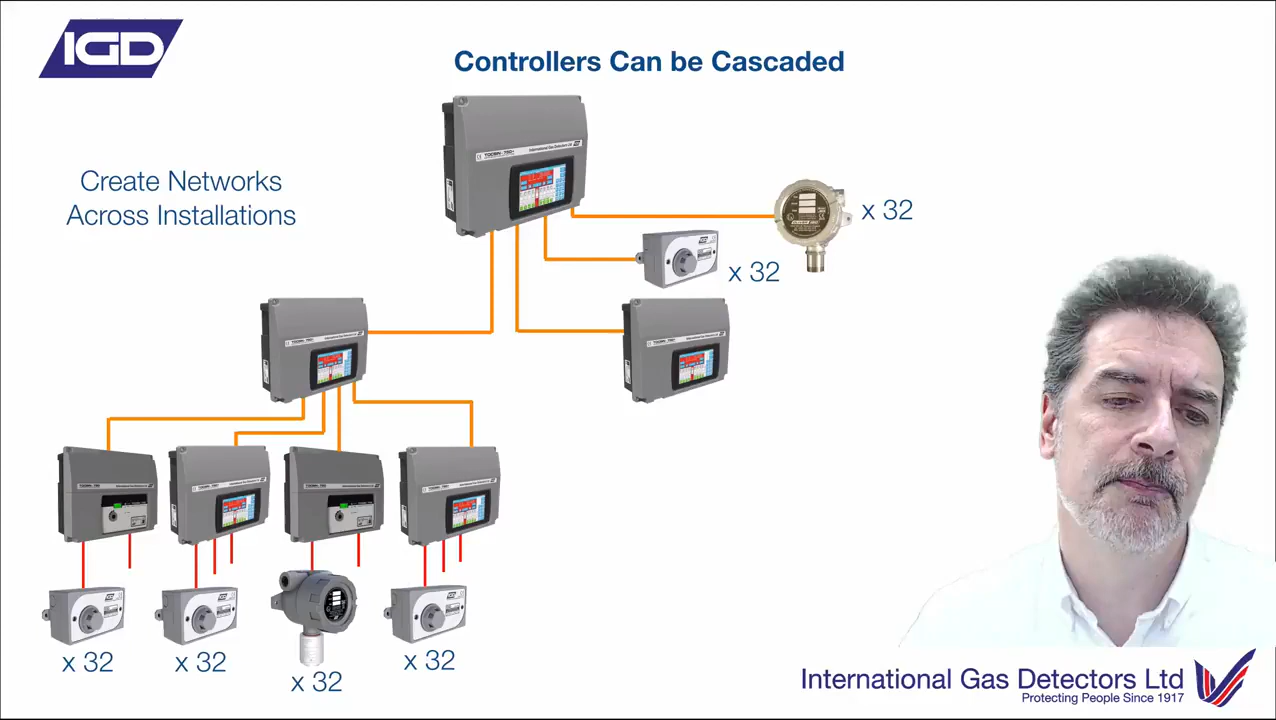 IGD
Controllers Can be Cascaded
Create Networks
Across Installations
x 32
x 32
x 32
x 32
x 32
x 32
International Gas Detectors Ltd
Protecting People Since 1917